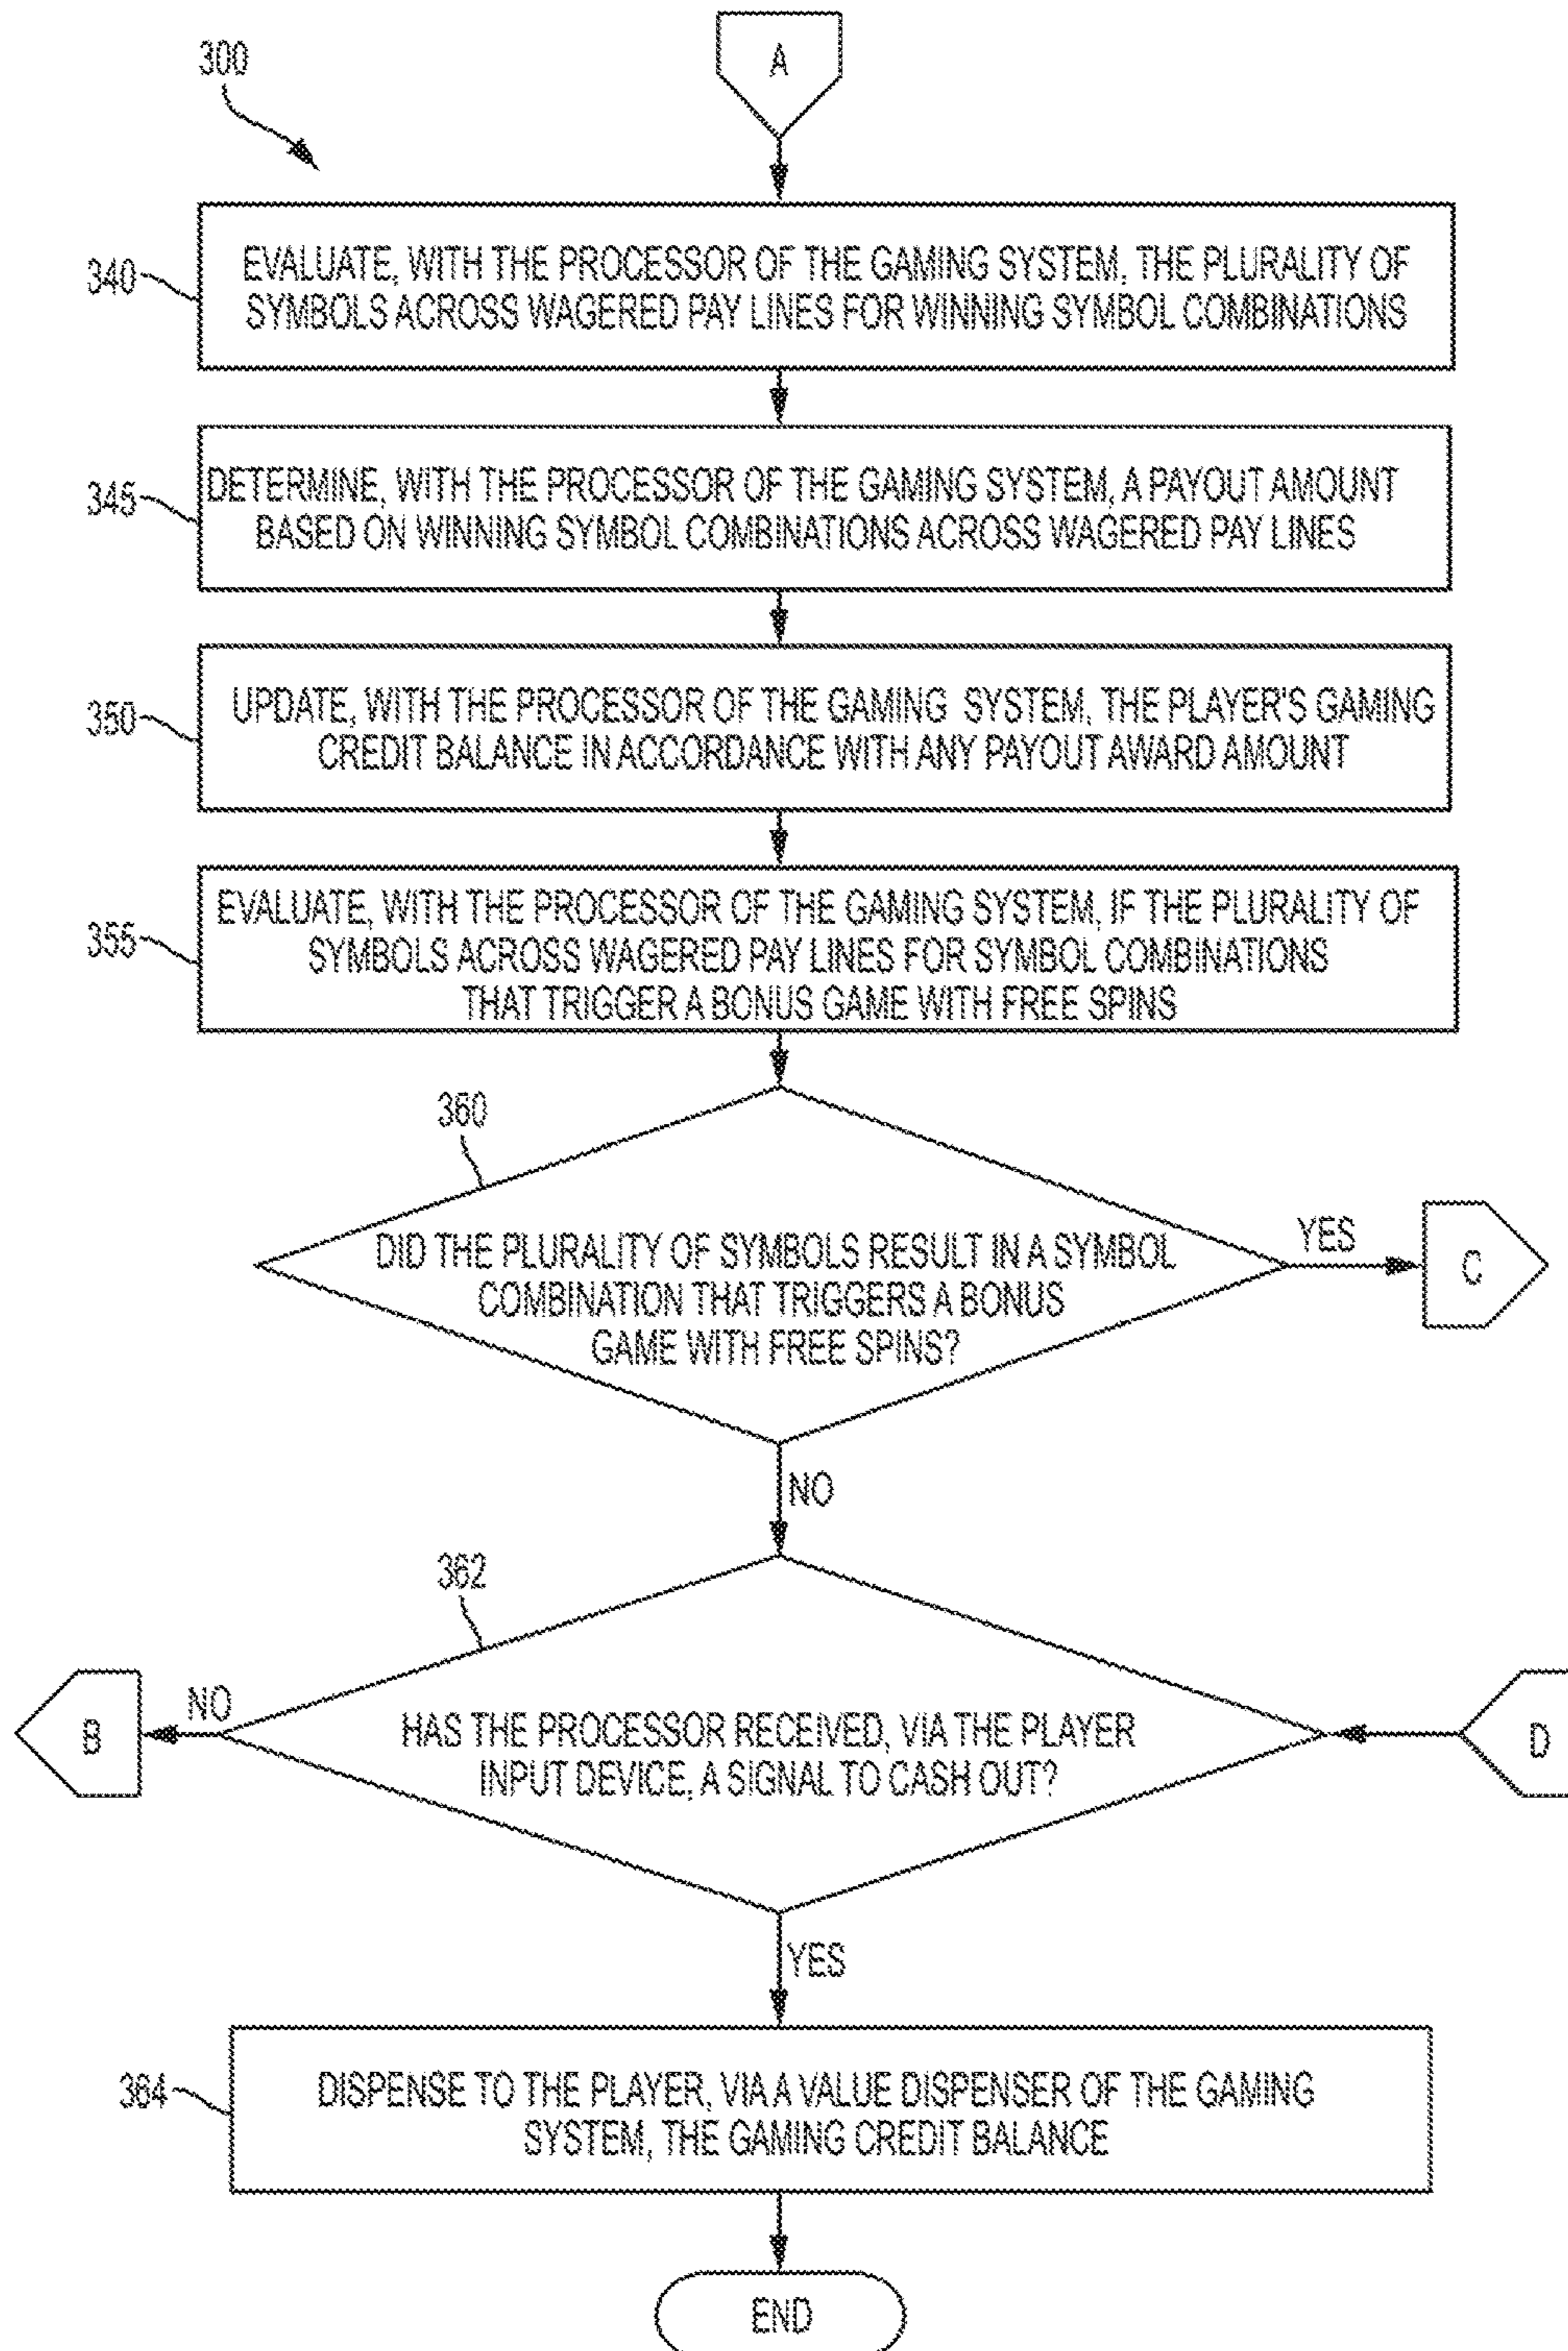 300
A
340
EVALUATE, WITH THE PROCESSOR OF THE GAMING SYSTEM, THE PLURALITY OF
SYMBOLS ACROSS WAGERED PAY LINES FOR WINNING SYMBOL COMBINATIONS
345
DETERMINE, WITH THE PROCESSOR OF THE GAMING SYSTEM, A PAYOUT AMOUNT
BASED ON WINNING SYMBOL COMBINATIONS ACROSS WAGERED PAY LINES
350
UPDATE, WITH THE PROCESSOR OF THE GAMING SYSTEM, THE PLAYER'S GAMING
CREDIT BALANCE IN ACCORDANCE WITH ANY PAYOUT AWARD AMOUNT
355
EVALUATE, WITH THE PROCESSOR OF THE GAMING SYSTEM, IF THE PLURALITY OF
SYMBOLS ACROSS WAGERED PAY LINES FOR SYMBOL COMBINATIONS
THAT TRIGGER A BONUS GAME WITH FREE SPINS
360
DID THE PLURALITY OF SYMBOLS RESULT IN A SYMBOL
COMBINATION THAT TRIGGERS A BONUS
GAME WITH FREE SPINS?
YES
C
NO
362
HAS THE PROCESSOR RECEIVED, VIA THE PLAYER
INPUT DEVICE, A SIGNAL TO CASH OUT?
NO
B
D
YES
364
DISPENSE TO THE PLAYER, VIA A VALUE DISPENSER OF THE GAMING
SYSTEM, THE GAMING CREDIT BALANCE
END